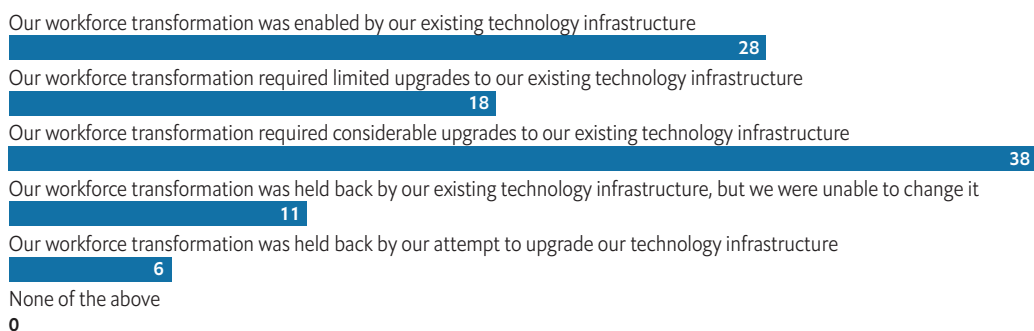 Our workforce transformation was enabled by our existing technology infrastructure
28
Our workforce transformation required limited upgrades to our existing technology infrastructure
18
Our workforce transformation required considerable upgrades to our existing technology infrastructure
38
Our workforce transformation was held back by our existing technology infrastructure, but we were unable to change it
11
Our workforce transformation was held back by our attempt to upgrade our technology infrastructure
6
None of the above
0